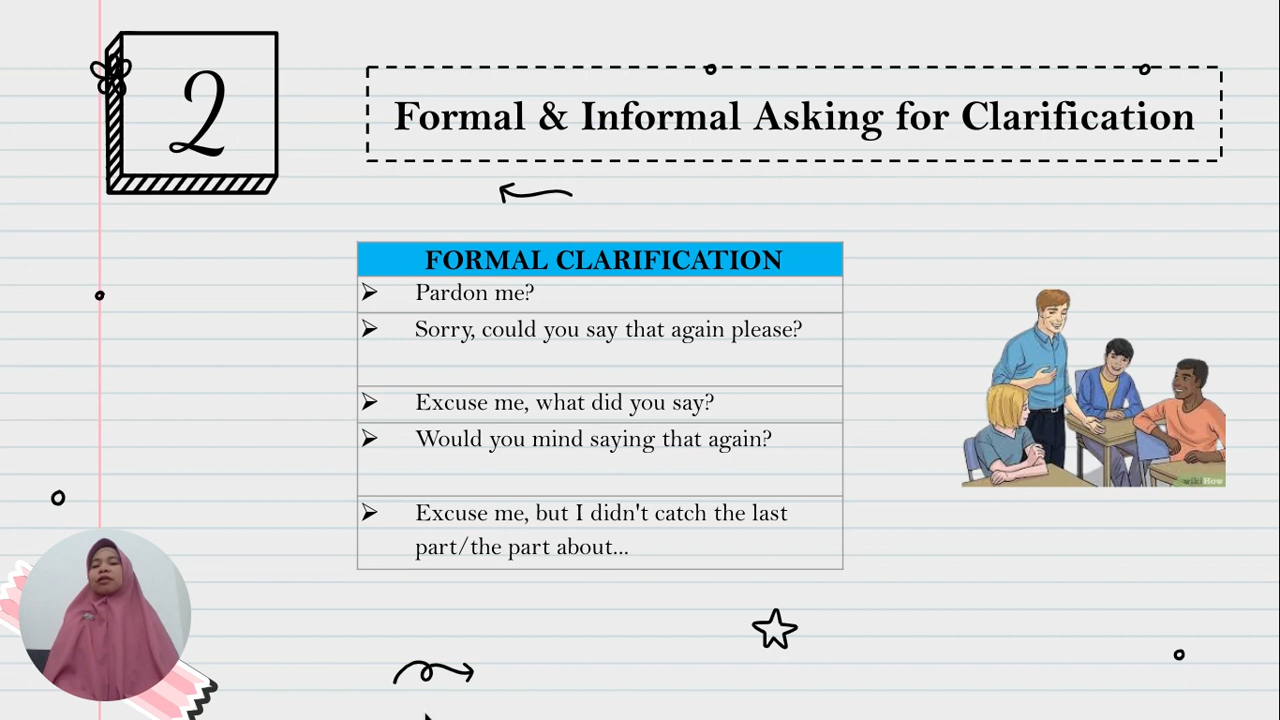 2
Formal & Informal Asking for Clarification
FORMAL CLARIFICATION
➢ Pardon me?
➢ Sorry, could you say that again please?
➢ Excuse me, what did you say?
➢ Would you mind saying that again?
➢ Excuse me, but I didn't catch the last
part/the part about...
wikiHow